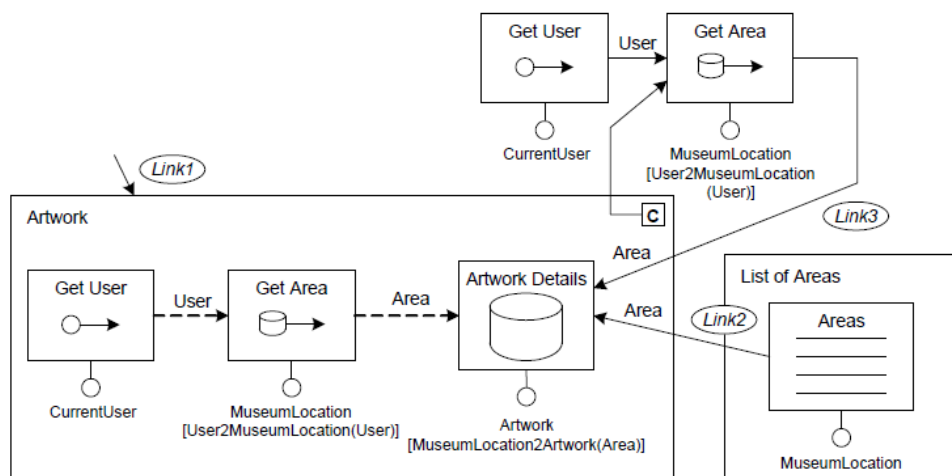 Get User
User
Get Area
CurrentUser
MuseumLocation
[User2MuseumLocation
(User)]
Link1
Artwork
C
Link3
Area
Get User
User
Get Area
Area
Artwork Details
Area
Link2
List of Areas
Areas
CurrentUser
MuseumLocation
[User2MuseumLocation(User)]
Artwork
[MuseumLocation2Artwork(Area)]
MuseumLocation